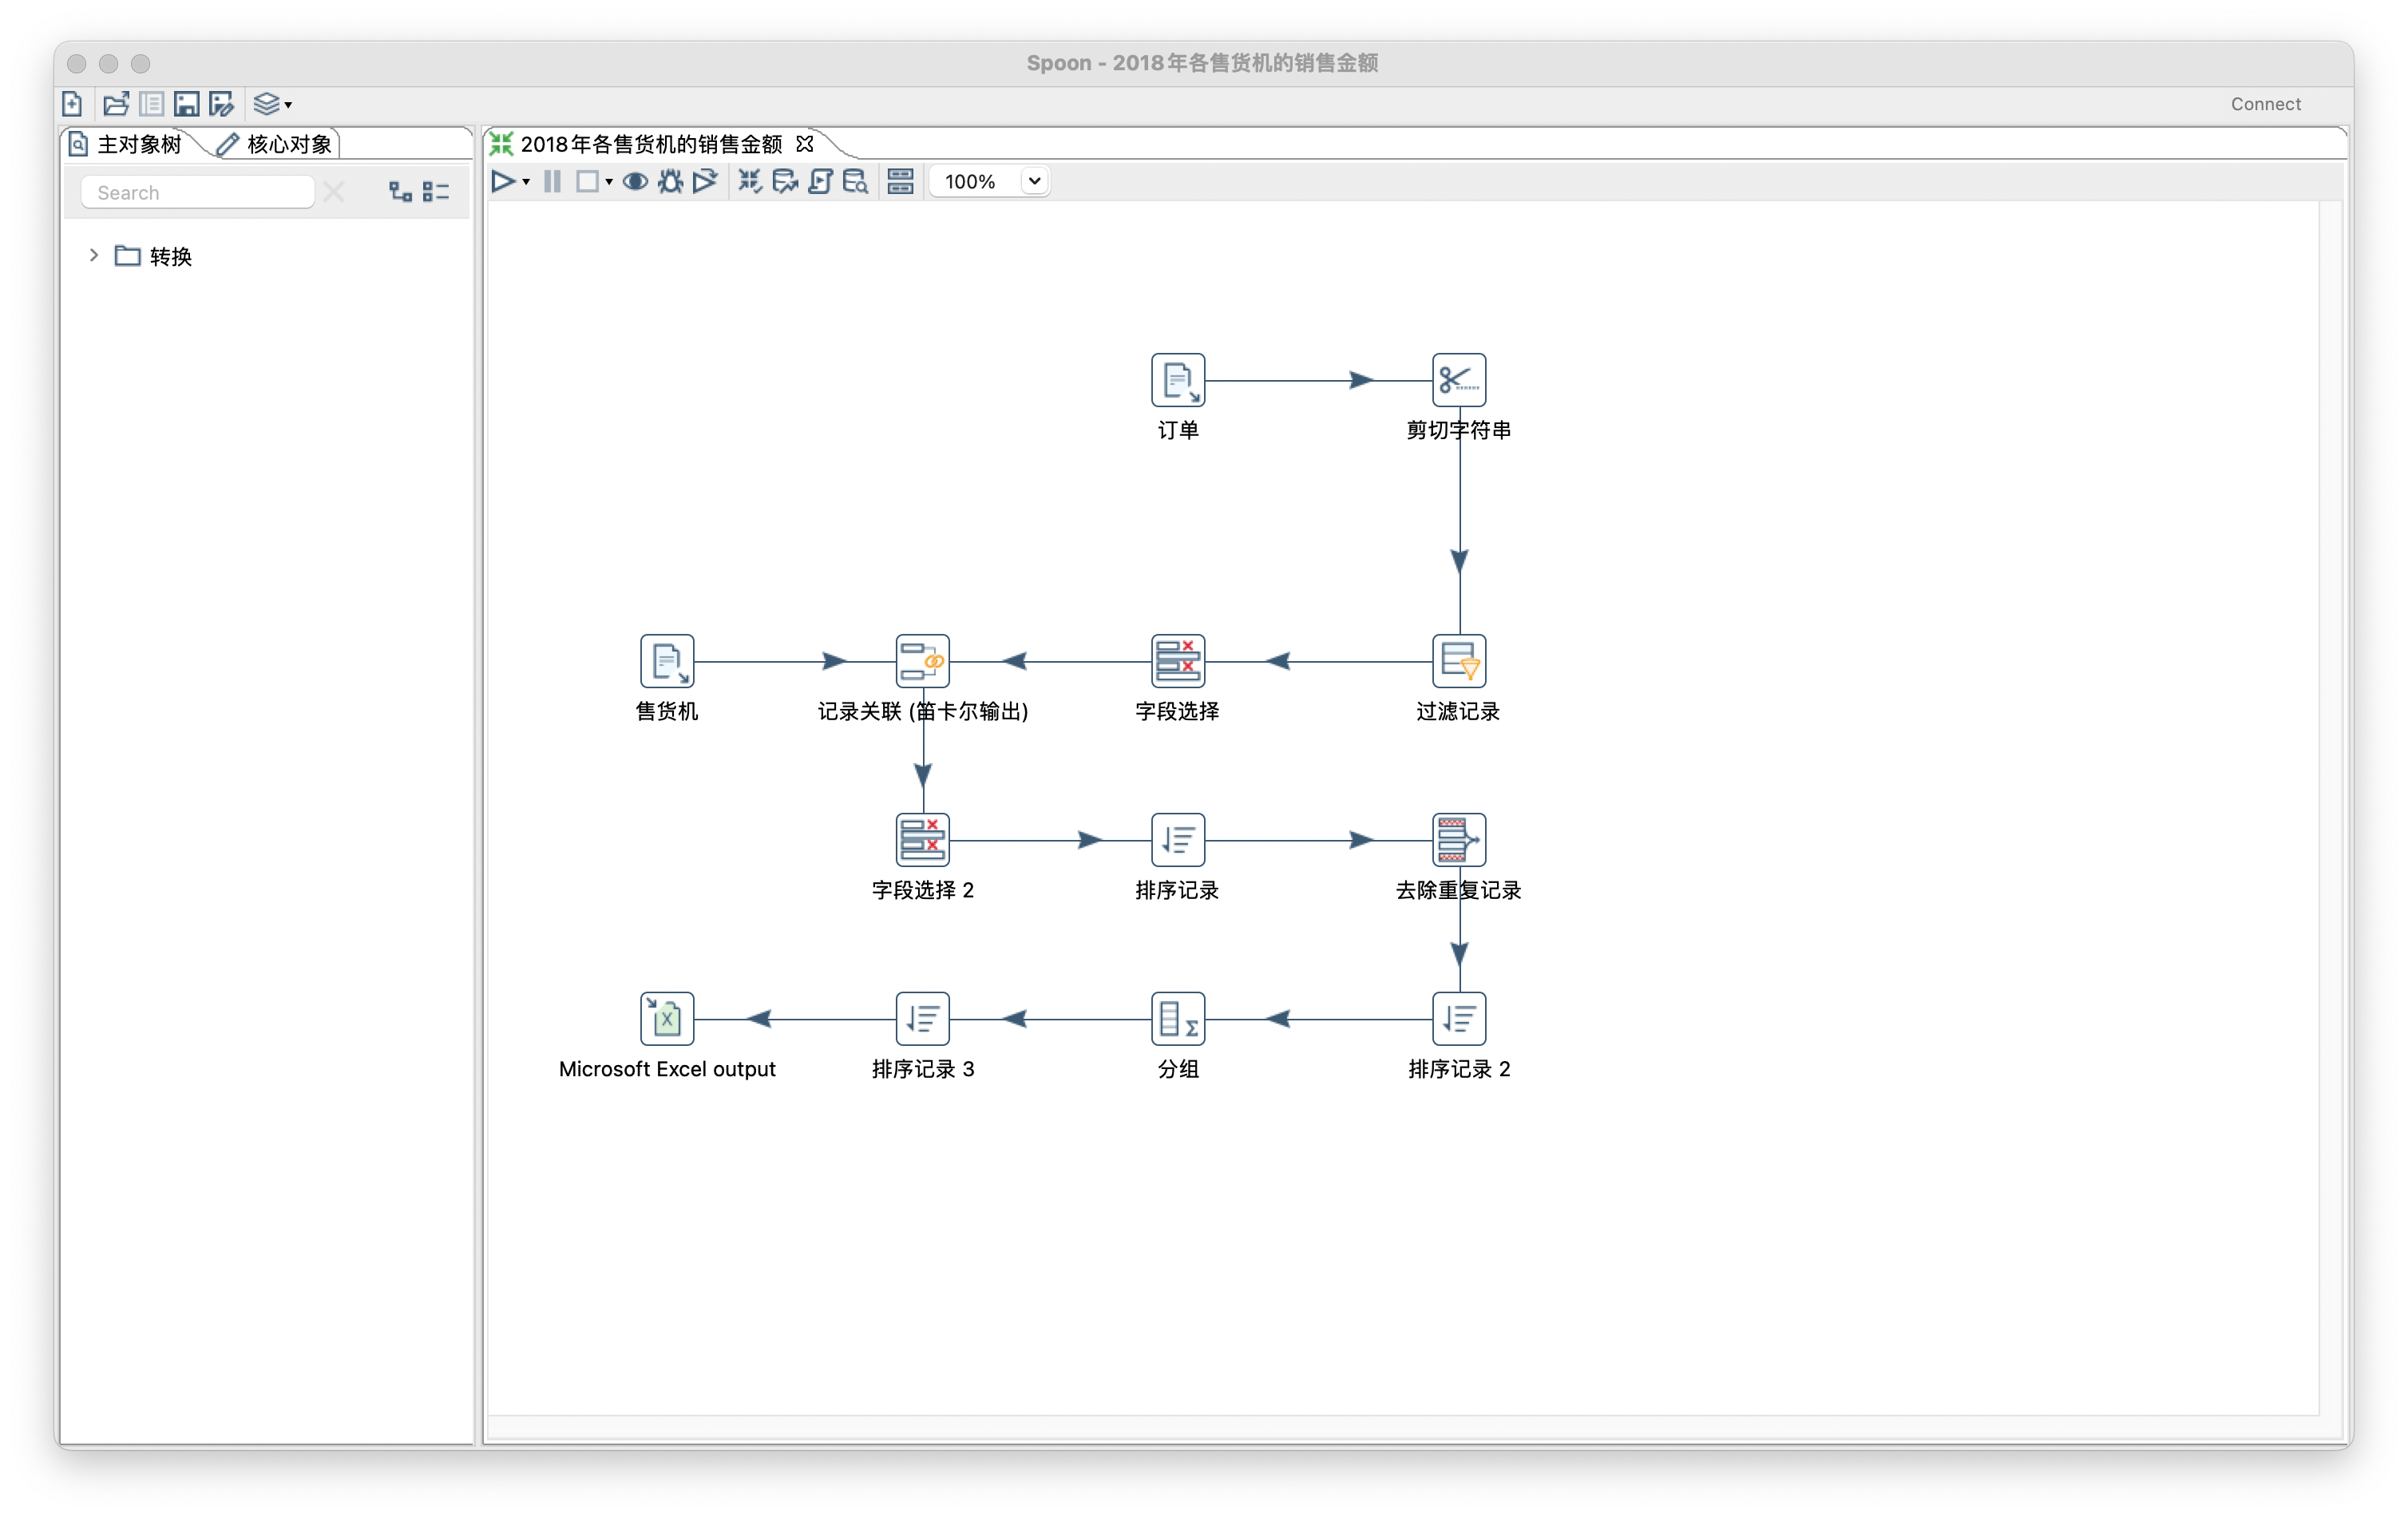 Spoon - 2018年各售货机的销售金额
Connect
主对象树
核心对象
2018年各售货机的销售金额
Search
100%
转换
订单
剪切字符串
售货机
记录关联 (笛卡尔输出)
字段选择
过滤记录
字段选择 2
排序记录
去除重复记录
Microsoft Excel output
排序记录 3
分组
排序记录 2